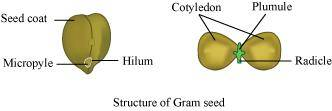 Seed coat
Micropyle
Hilum
Cotyledon
Plumule
Radicle
Structure of Gram seed